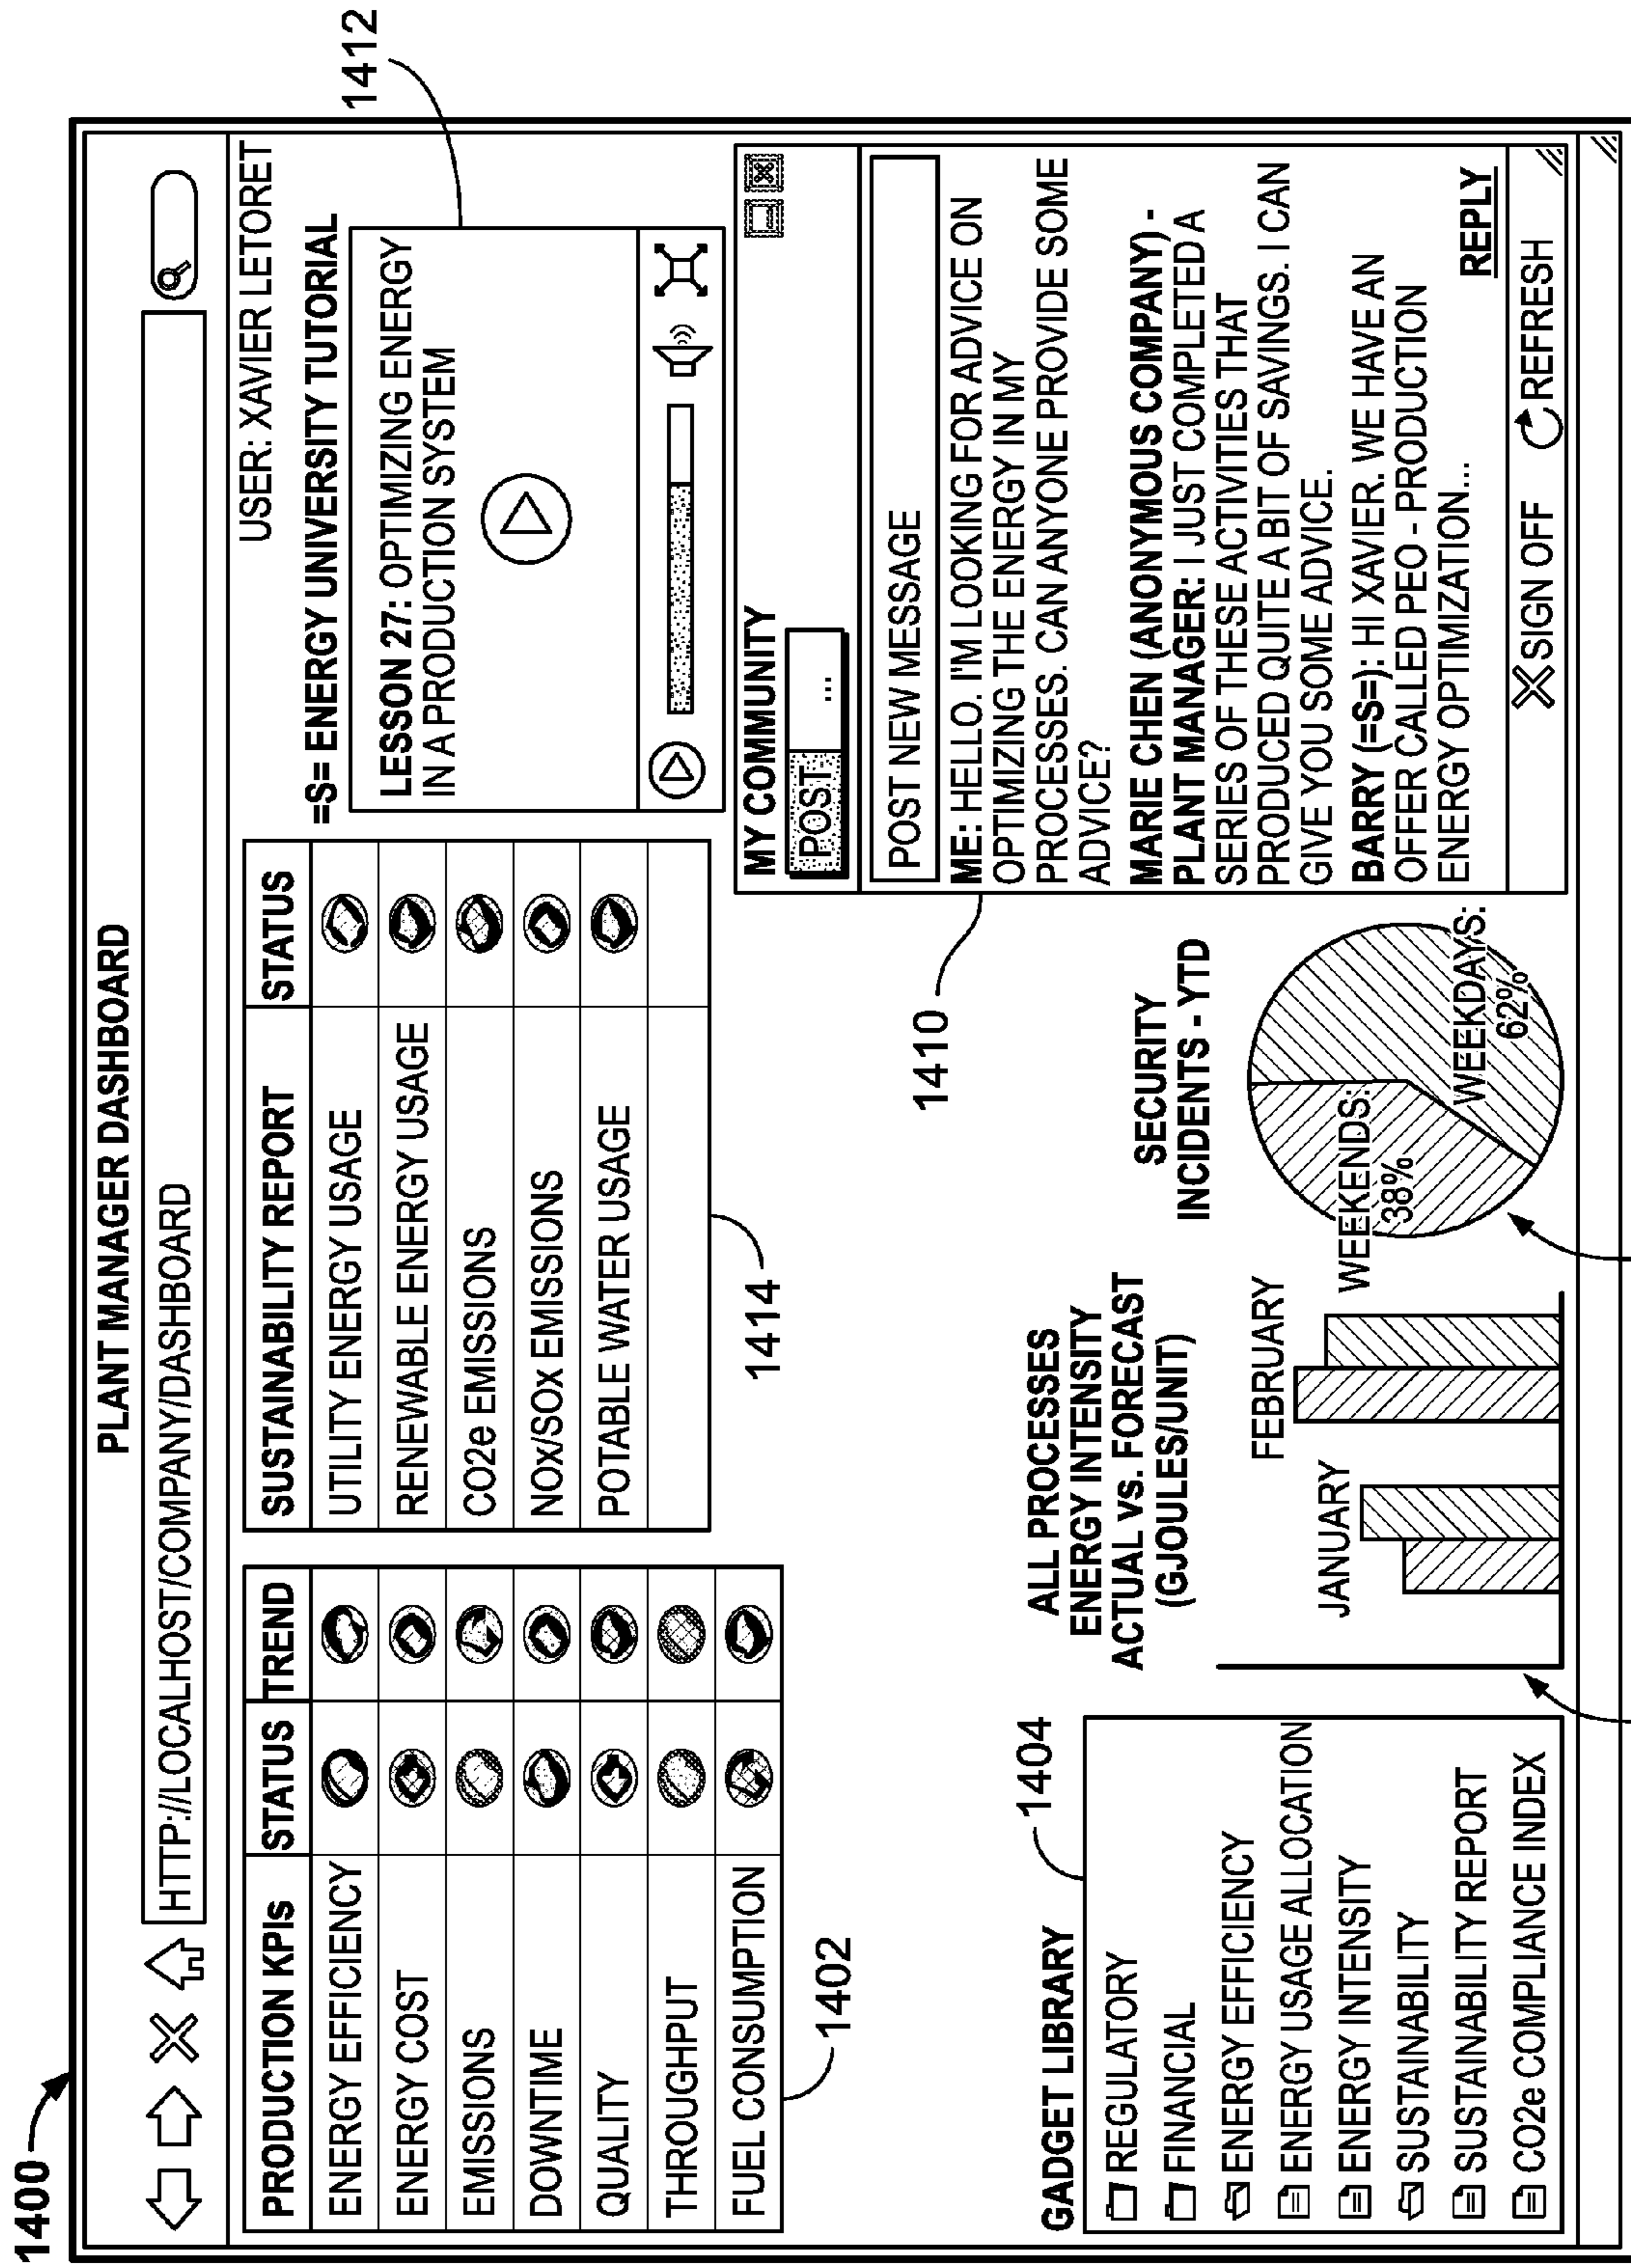 1400
PLANT MANAGER DASHBOARD
HTTP://LOCALHOST/COMPANY/DASHBOARD
USER: XAVIER LETORET
PRODUCTION KPIs STATUS TREND
ENERGY EFFICIENCY
ENERGY COST
EMISSIONS
DOWNTIME
QUALITY
THROUGHPUT
FUEL CONSUMPTION
1402
SUSTAINABILITY REPORT STATUS
UTILITY ENERGY USAGE
RENEWABLE ENERGY USAGE
CO2e EMISSIONS
NOx/SOx EMISSIONS
POTABLE WATER USAGE
1414
=S= ENERGY UNIVERSITY TUTORIAL
LESSON 27: OPTIMIZING ENERGY
IN A PRODUCTION SYSTEM
1412
GADGET LIBRARY
1404
REGULATORY
FINANCIAL
ENERGY EFFICIENCY
ENERGY USAGE ALLOCATION
ENERGY INTENSITY
SUSTAINABILITY
SUSTAINABILITY REPORT
CO2e COMPLIANCE INDEX
ALL PROCESSES
ENERGY INTENSITY
ACTUAL Vs. FORECAST
(GJOULES/UNIT)
JANUARY
FEBRUARY
SECURITY
INCIDENTS - YTD
WEEKENDS:
38%
WEEKDAYS:
62%
1410
MY COMMUNITY
POST ...
POST NEW MESSAGE
ME: HELLO. I'M LOOKING FOR ADVICE ON
OPTIMIZING THE ENERGY IN MY
PROCESSES. CAN ANYONE PROVIDE SOME
ADVICE?
MARIE CHEN (ANONYMOUS COMPANY) -
PLANT MANAGER: I JUST COMPLETED A
SERIES OF THESE ACTIVITIES THAT
PRODUCED QUITE A BIT OF SAVINGS. I CAN
GIVE YOU SOME ADVICE.
BARRY (=S=): HI XAVIER. WE HAVE AN
OFFER CALLED PEO - PRODUCTION
ENERGY OPTIMIZATION...
REPLY
SIGN OFF REFRESH